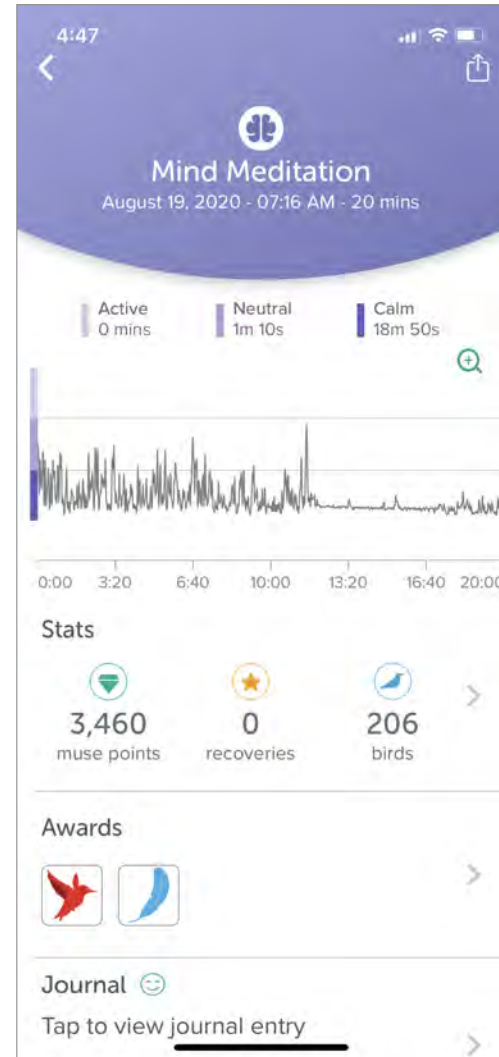 4:47
Mind Meditation
August 19, 2020 - 07:16 AM - 20 mins
Active Neutral Calm
0 mins 1m 10s 18m 50s
0:00 3:20 6:40 10:00 13:20 16:40 20:00
Stats
3,460 0 206
muse points recoveries birds
Awards
Journal
Tap to view journal entry